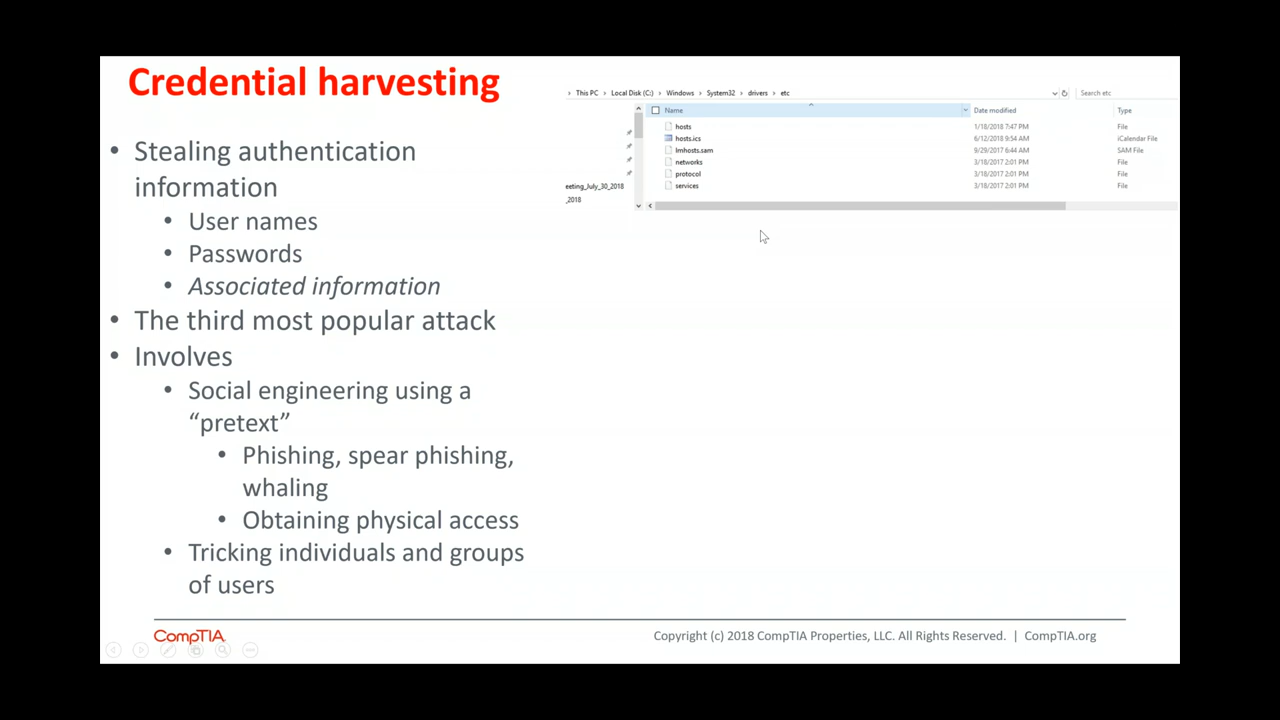 Credential harvesting
• Stealing authentication
information
• User names
• Passwords
• Associated information
• The third most popular attack
• Involves
• Social engineering using a
“pretext”
• Phishing, spear phishing,
whaling
• Obtaining physical access
• Tricking individuals and groups
of users
› This PC › Local Disk (C:) › Windows › System32 › drivers › etc
Search etc
Name Date modified Type
hosts 1/18/2018 7:47 PM File
hosts.ics 6/12/2018 9:54 AM iCalendar File
lmhosts.sam 9/29/2017 6:44 AM SAM File
networks 3/18/2017 2:01 PM File
protocol 3/18/2017 2:01 PM File
services 3/18/2017 2:01 PM File
eeting_July_30_2018
_2018
CompTIA.
Copyright (c) 2018 CompTIA Properties, LLC. All Rights Reserved. | CompTIA.org